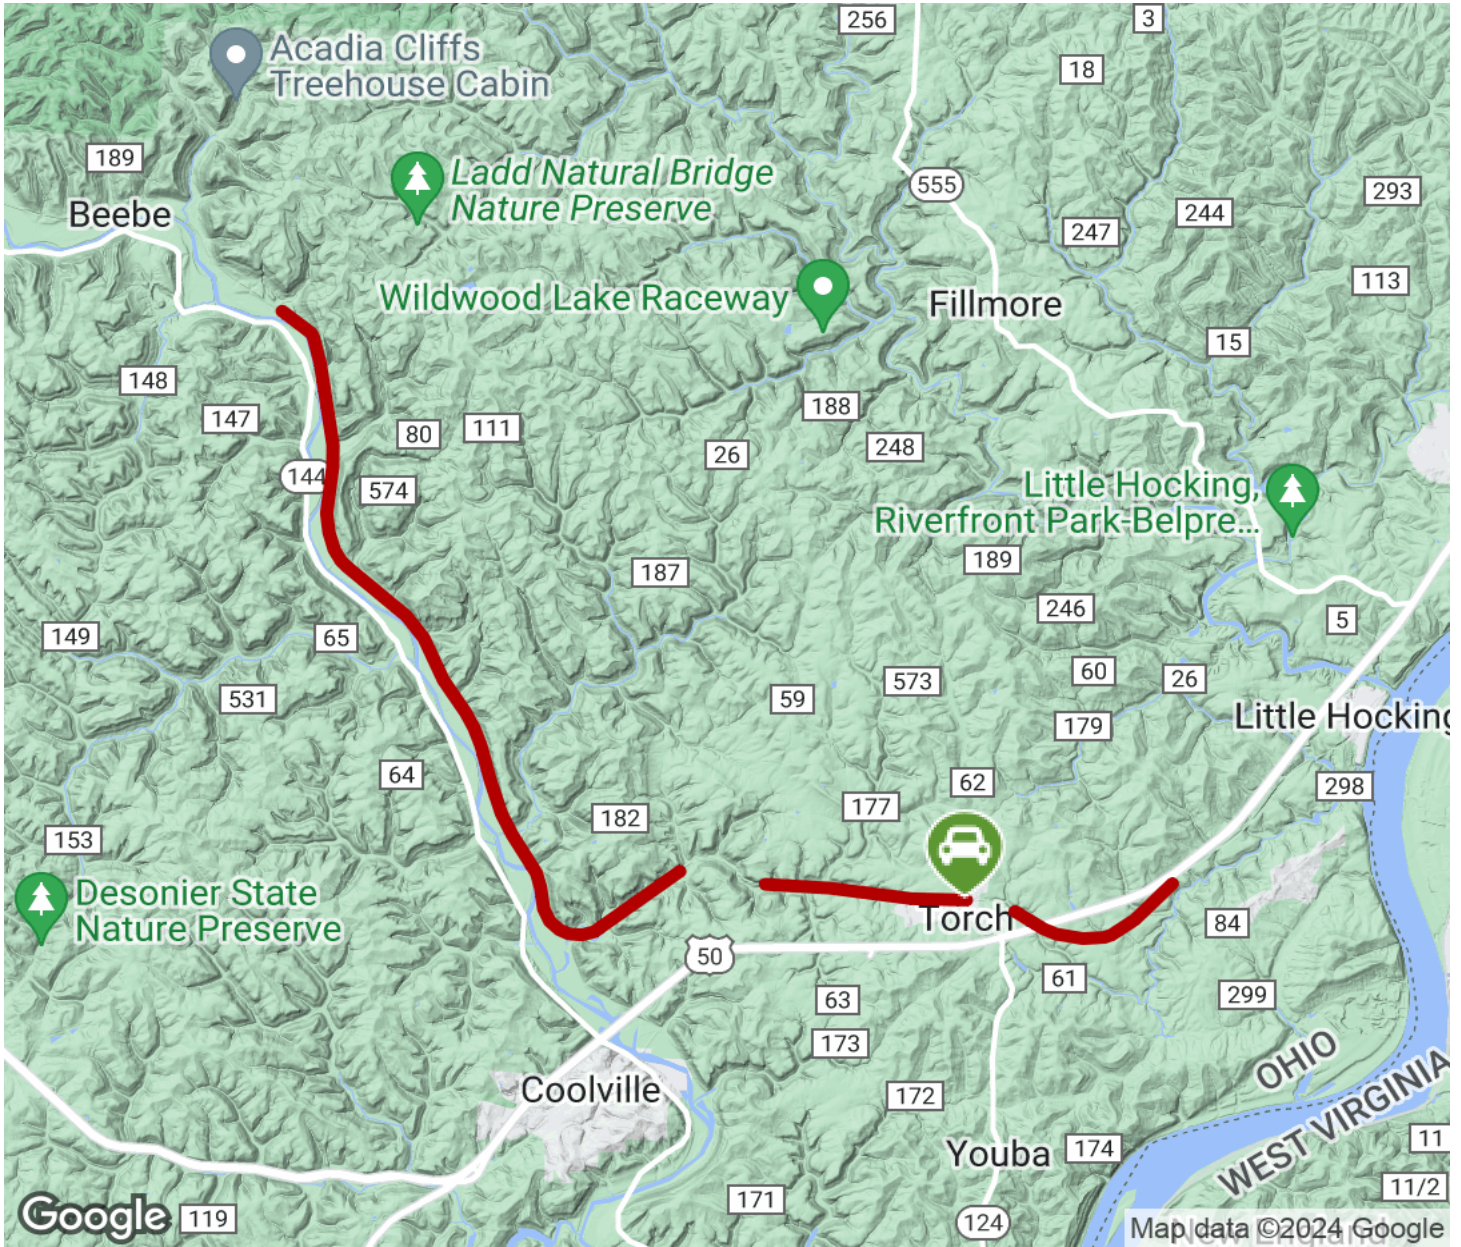 256
3
Acadia Cliffs
Treehouse Cabin
18
189
Ladd Natural Bridge
Nature Preserve
555
293
Beebe
244
247
113
Wildwood Lake Raceway
Fillmore
15
148
188
147
80
111
26
248
144
574
Little Hocking,
Riverfront Park-Belpre...
189
187
246
5
149
65
60
26
573
531
59
179
Little Hocking
64
62
298
182
177
153
Desonier State
Nature Preserve
Torch
84
50
61
299
63
173
OHIO
Coolville
172
WEST VIRGINIA
Youba
174
11
11/2
171
Google
119
124
Map data ©2024 Google
New England